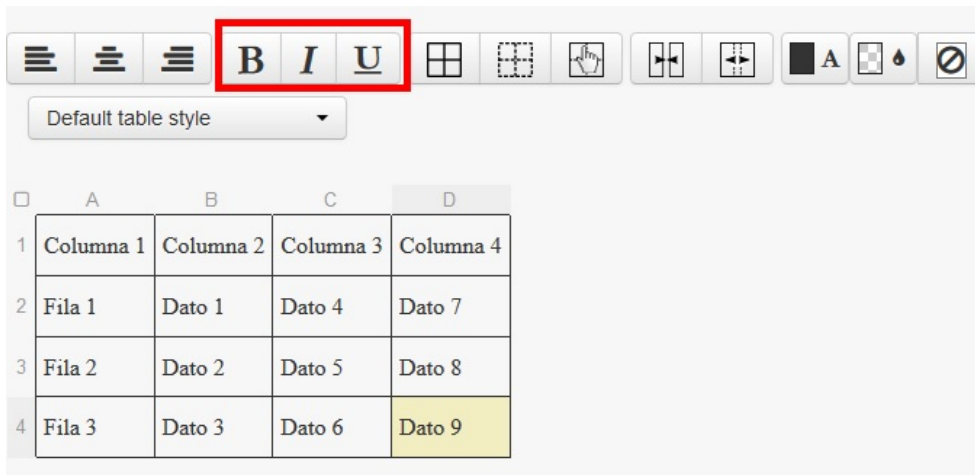 B I U A
Default table style
A B C D
1 Columna 1 Columna 2 Columna 3 Columna 4
2 Fila 1 Dato 1 Dato 4 Dato 7
3 Fila 2 Dato 2 Dato 5 Dato 8
4 Fila 3 Dato 3 Dato 6 Dato 9